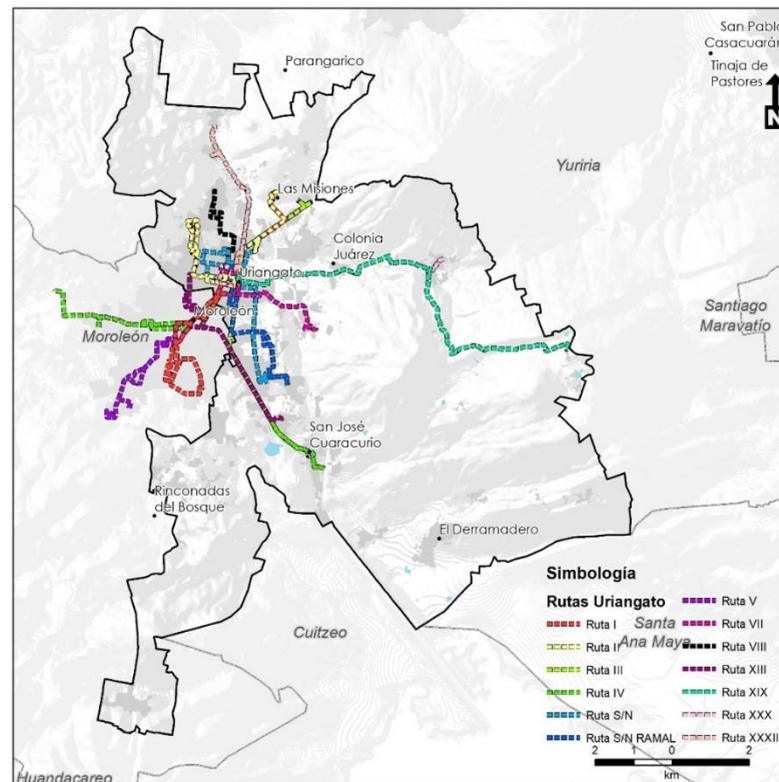 San Pablo
Casacuarán
Tinaja de
Pastores
N
Parangarico
Yuriria
Las Misiones
Colonia
Juárez
Uriangato
Moroleón
Moroleón
Santiago
Maravatío
San José
Cuaracurio
Rinconadas
del Bosque
El Derramadero
Cuitzeo
Huandacareo
Santa
Ana Maya
Simbología
Rutas Uriangato
Ruta I
Ruta II
Ruta III
Ruta IV
Ruta S/N
Ruta S/N RAMAL
Ruta V
Ruta VII
Ruta VIII
Ruta XIII
Ruta XIX
Ruta XXX
Ruta XXXII
2 1 0 2
km